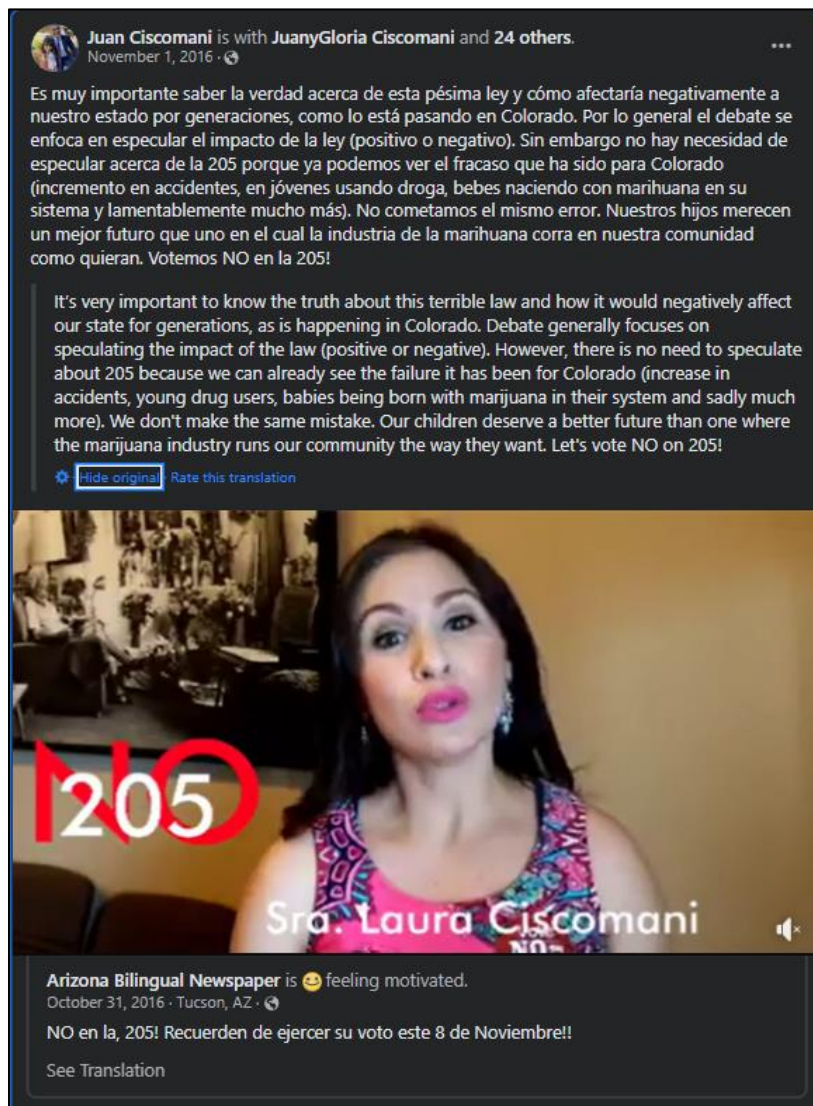 Juan Ciscomani is with JuanyGloria Ciscomani and 24 others.
November 1, 2016 ·
Es muy importante saber la verdad acerca de esta pésima ley y cómo afectaría negativamente a
nuestro estado por generaciones, como lo está pasando en Colorado. Por lo general el debate se
enfoca en especular el impacto de la ley (positivo o negativo). Sin embargo no hay necesidad de
especular acerca de la 205 porque ya podemos ver el fracaso que ha sido para Colorado
(incremento en accidentes, en jóvenes usando droga, bebes naciendo con marihuana en su
sistema y lamentablemente mucho más). No cometamos el mismo error. Nuestros hijos merecen
un mejor futuro que uno en el cual la industria de la marihuana corra en nuestra comunidad
como quieran. Votemos NO en la 205!
It's very important to know the truth about this terrible law and how it would negatively affect
our state for generations, as is happening in Colorado. Debate generally focuses on
speculating the impact of the law (positive or negative). However, there is no need to speculate
about 205 because we can already see the failure it has been for Colorado (increase in
accidents, young drug users, babies being born with marijuana in their system and sadly much
more). We don't make the same mistake. Our children deserve a better future than one where
the marijuana industry runs our community the way they want. Let's vote NO on 205!
Hide original · Rate this translation
NO
205
Sra. Laura Ciscomani
NO
Arizona Bilingual Newspaper is 😄 feeling motivated.
October 31, 2016 · Tucson, AZ ·
NO en la, 205! Recuerden de ejercer su voto este 8 de Noviembre!!
See Translation